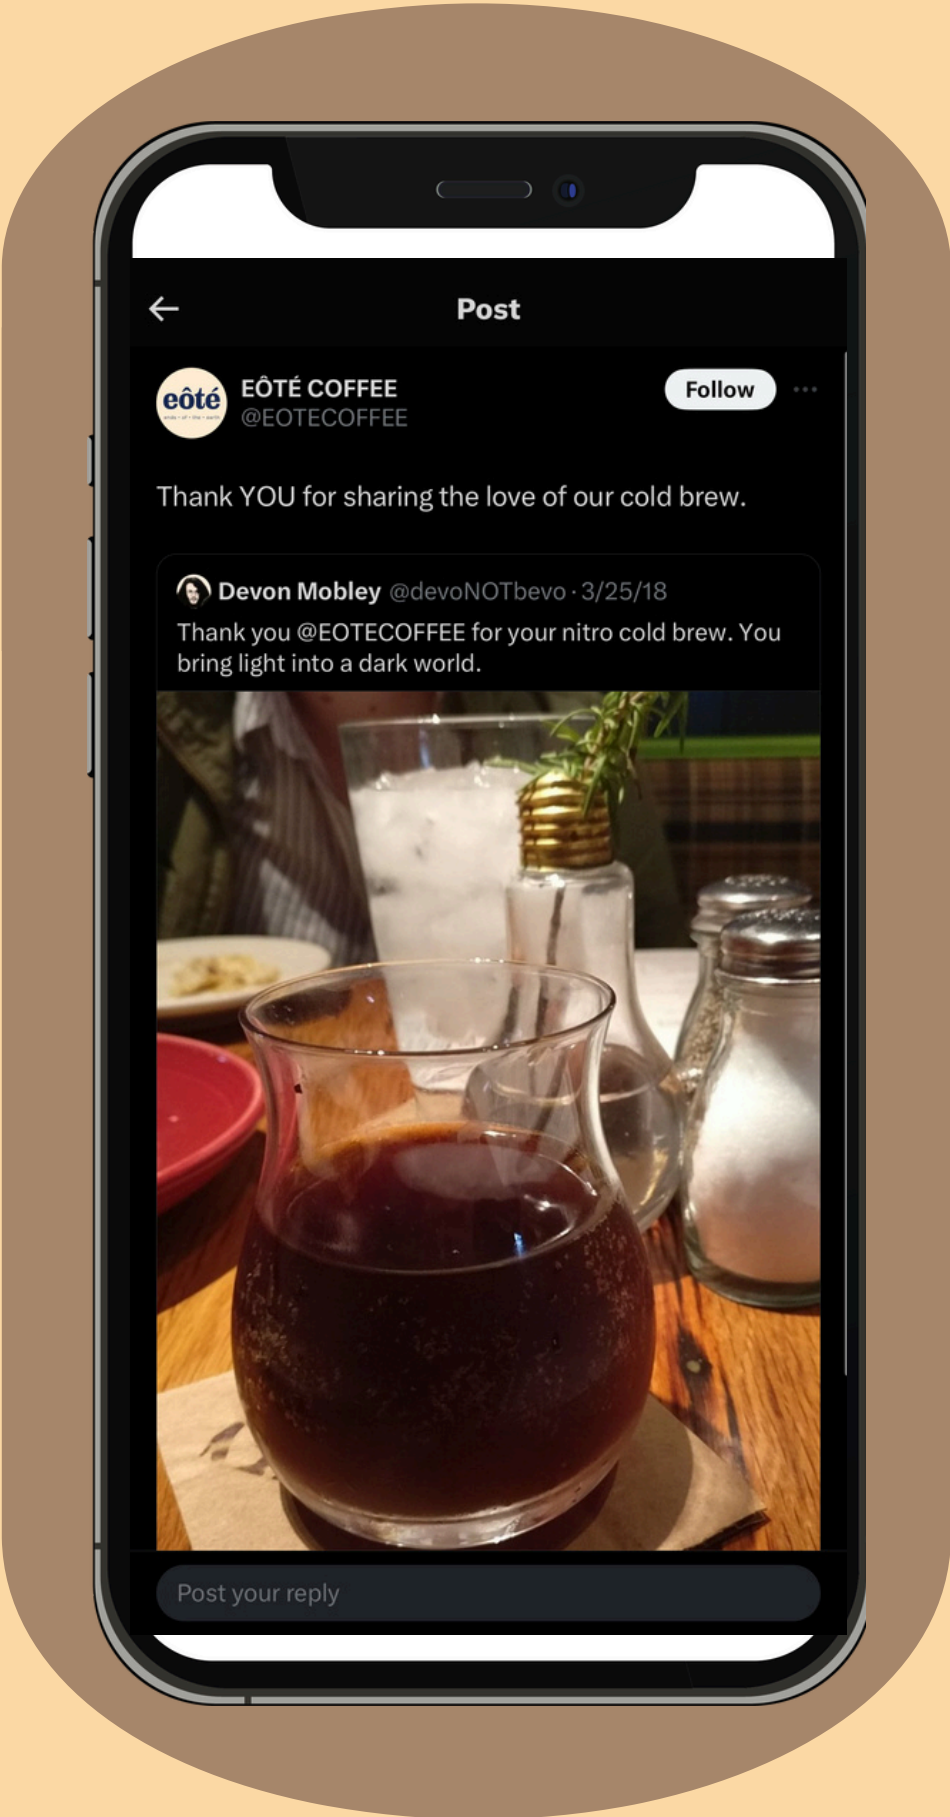 Post
eôté
EÔTÉ COFFEE
@EOTECOFFEE
Follow
Thank YOU for sharing the love of our cold brew.
Devon Mobley @devoNOTbevo · 3/25/18
Thank you @EOTECOFFEE for your nitro cold brew. You
bring light into a dark world.
Post your reply